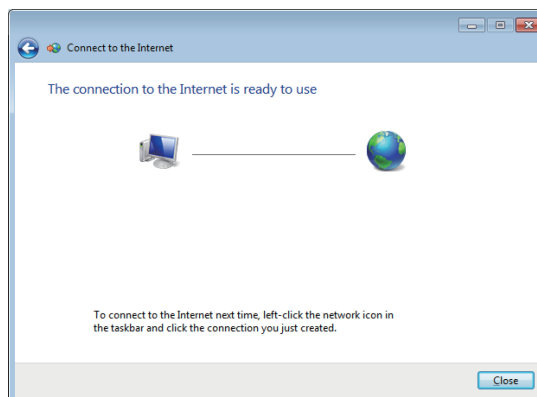 Connect to the Internet
The connection to the Internet is ready to use
To connect to the Internet next time, left-click the network icon in
the taskbar and click the connection you just created.
Close